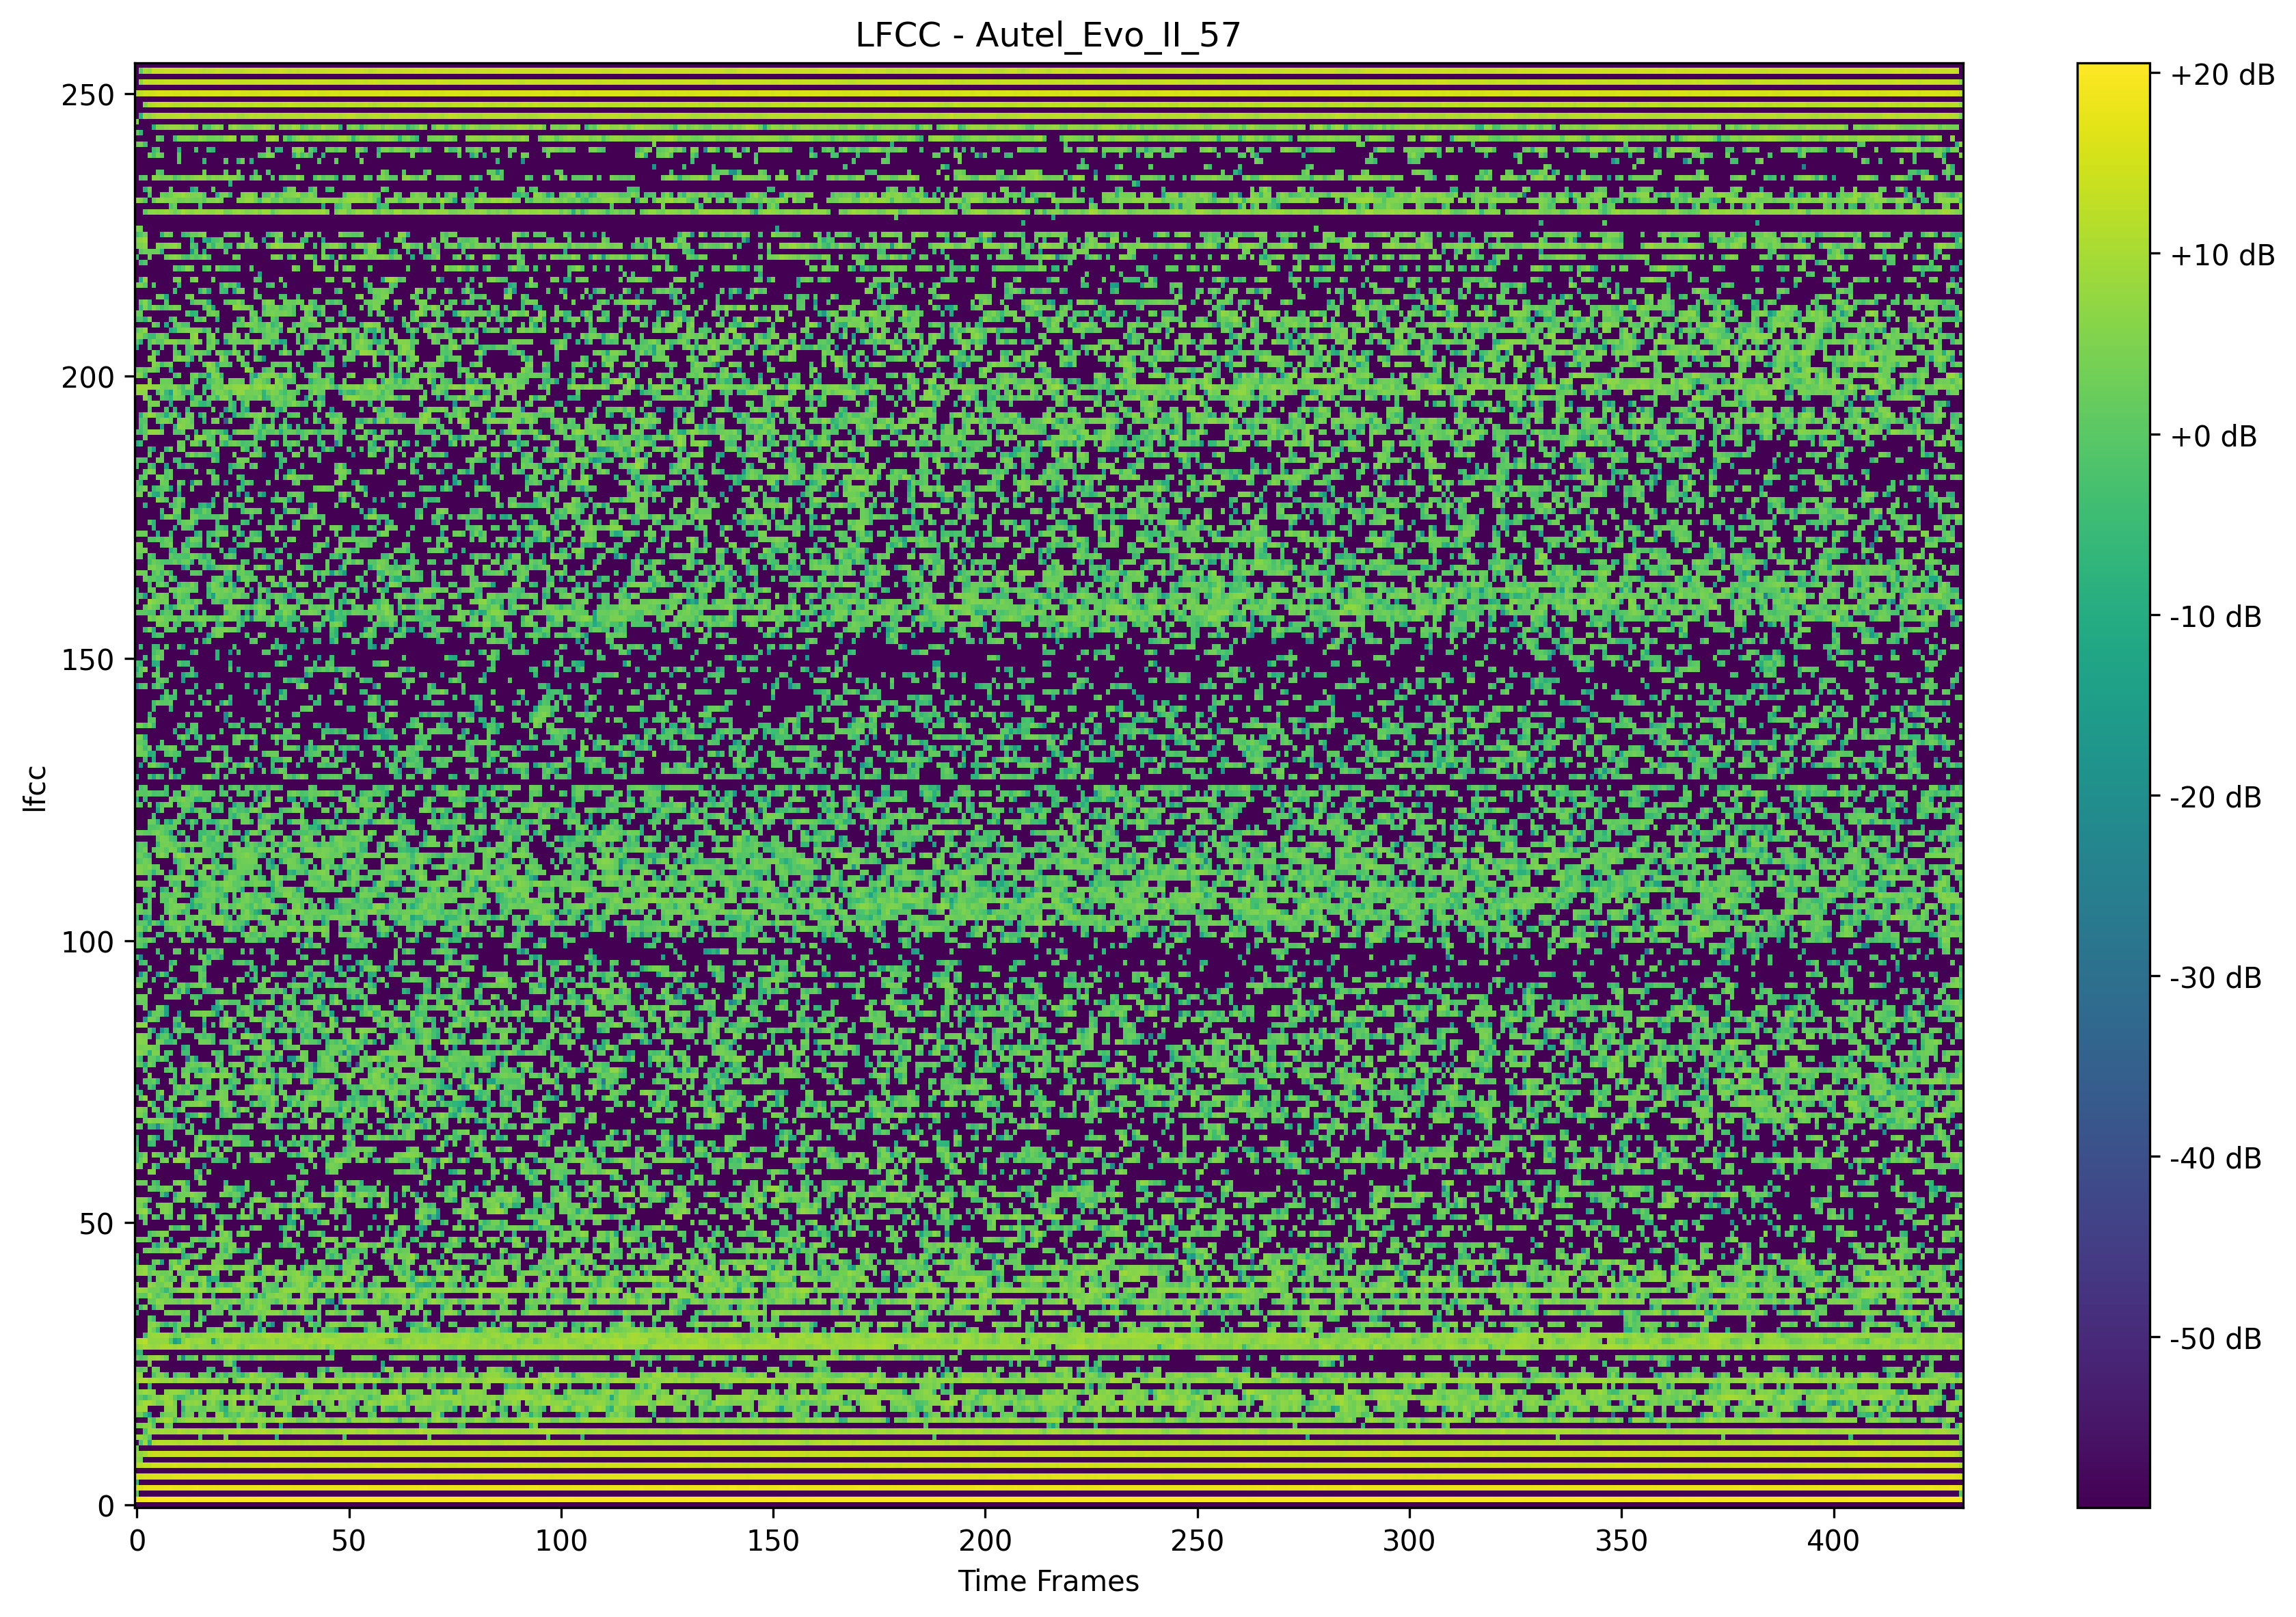 LFCC - Autel_Evo_II_57
250
200
150
100
50
0
lfcc
0 50 100 150 200 250 300 350 400
Time Frames
+20 dB
+10 dB
+0 dB
-10 dB
-20 dB
-30 dB
-40 dB
-50 dB